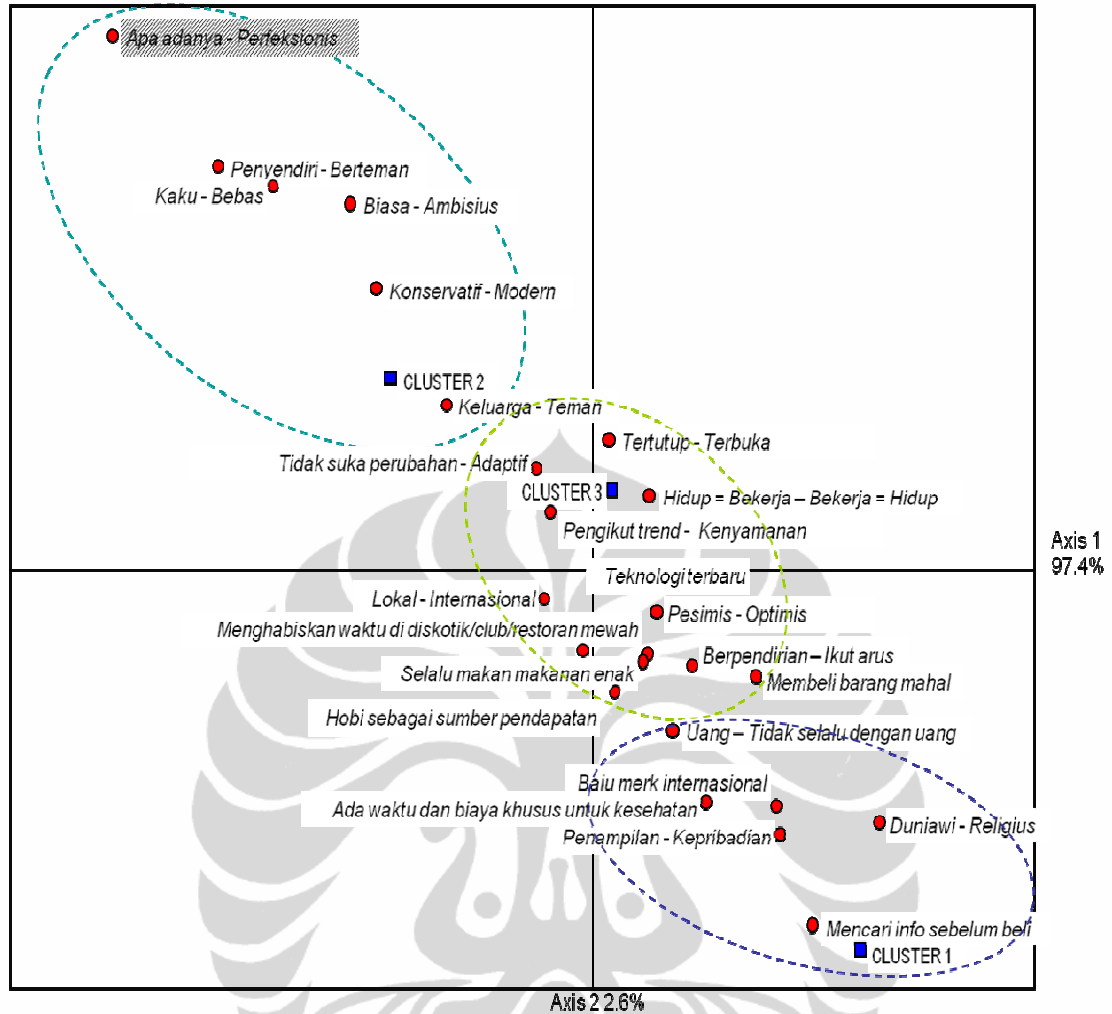 Apa adanya - Perfeksionis
Penyendiri - Berteman
Kaku - Bebas
Biasa - Ambisius
Konservatif - Modern
CLUSTER 2
Keluarga - Teman
Tertutup - Terbuka
Tidak suka perubahan - Adaptif
CLUSTER 3
Hidup = Bekerja – Bekerja = Hidup
Pengikut trend - Kenyamanan
Axis 1
97.4%
Teknologi terbaru
Lokal - Internasional
Pesimis - Optimis
Menghabiskan waktu di diskotik/club/restoran mewah
Berpendirian – Ikut arus
Selalu makan makanan enak
Membeli barang mahal
Hobi sebagai sumber pendapatan
Uang – Tidak selalu dengan uang
Baju merk internasional
Ada waktu dan biaya khusus untuk kesehatan
Duniawi - Religius
Penampilan - Kepribadian
Mencari info sebelum beli
CLUSTER 1
Axis 2 2.6%